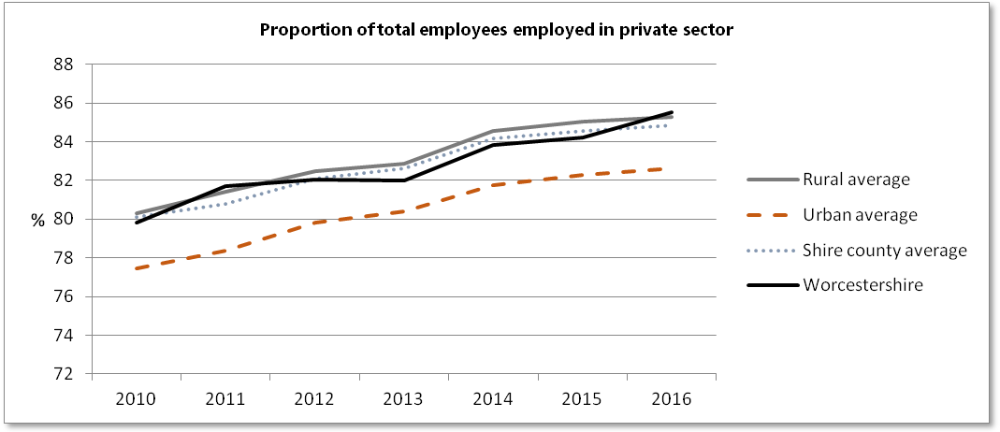 Proportion of total employees employed in private sector
88
86
84
82
80
78
76
74
72
%
2010 2011 2012 2013 2014 2015 2016
Rural average
Urban average
Shire county average
Worcestershire